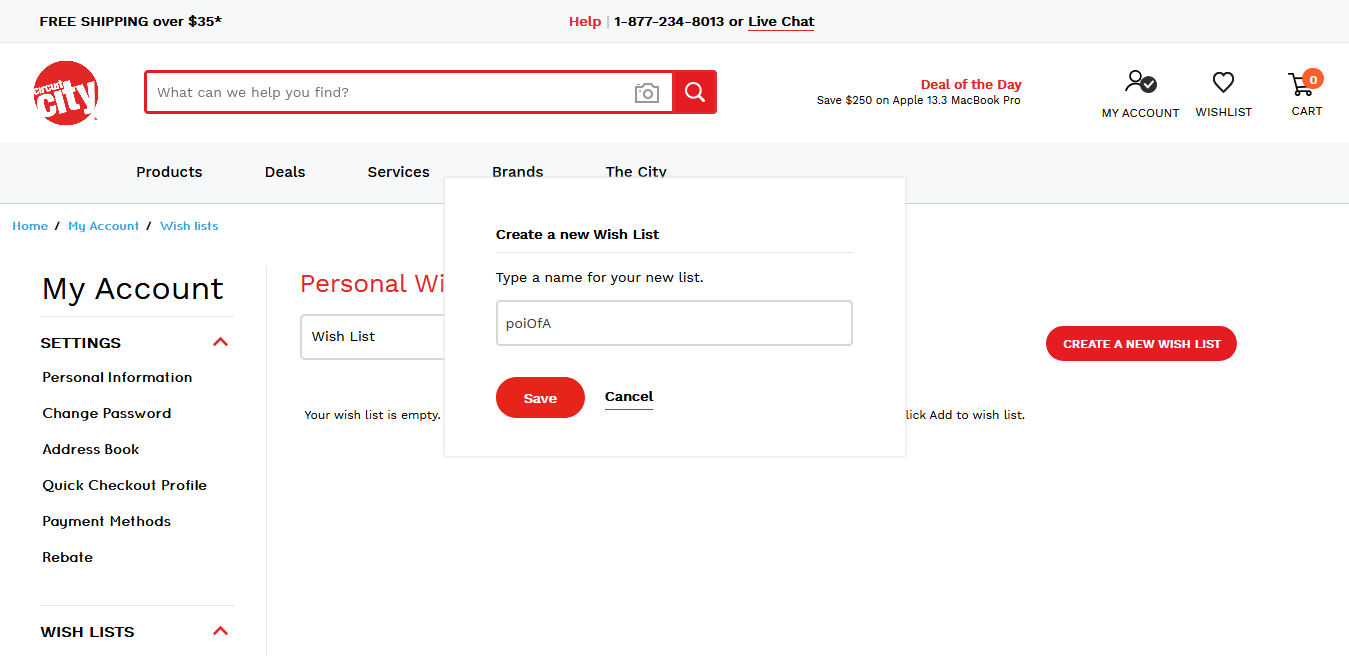 FREE SHIPPING over $35*
Help | 1-877-234-8013 or Live Chat
circuit city
What can we help you find?
Deal of the Day
Save $250 on Apple 13.3 MacBook Pro
MY ACCOUNT
WISHLIST
0
CART
Products Deals Services Brands The City
Home / My Account / Wish lists
My Account
SETTINGS
Personal Information
Change Password
Address Book
Quick Checkout Profile
Payment Methods
Rebate
WISH LISTS
Personal Wi
Wish List
CREATE A NEW WISH LIST
Your wish list is empty.
lick Add to wish list.
Create a new Wish List
Type a name for your new list.
poiOfA
Save Cancel